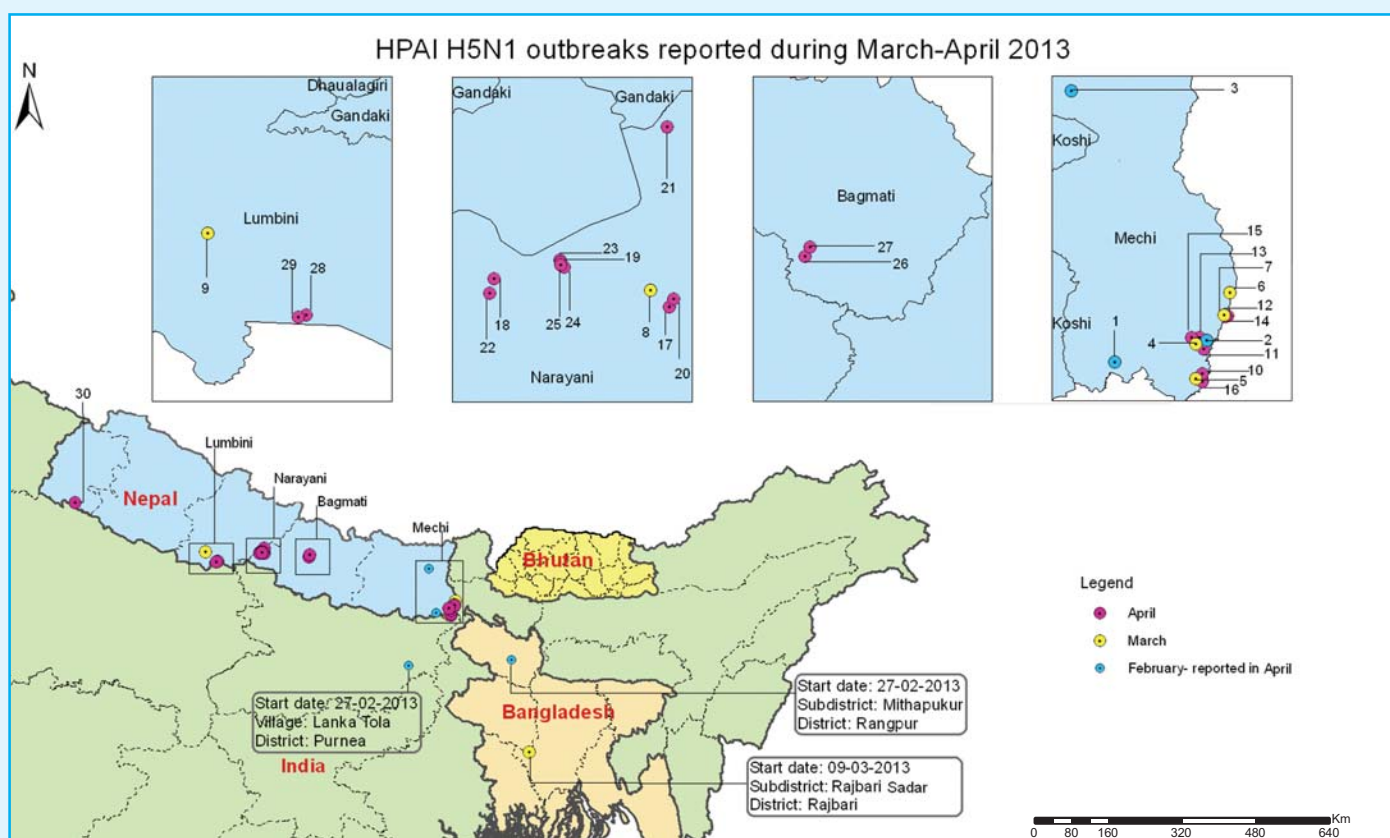 HPAI H5N1 outbreaks reported during March-April 2013
N
Dhaualagiri
Gandaki
Lumbini
9
29
28
Gandaki
Gandaki
21
23
19
22
18
25
24
8
17
20
Narayani
Bagmati
27
26
3
Koshi
Mechi
15
13
7
6
12
14
Koshi
1
4
2
11
10
5
16
30
Lumbini
Narayani
Bagmati
Mechi
Nepal
Bhutan
Legend
April
March
February- reported in April
Start date: 27-02-2013
Village: Lanka Tola
District: Purnea
Start date: 27-02-2013
Subdistrict: Mithapukur
District: Rangpur
Bangladesh
India
Start date: 09-03-2013
Subdistrict: Rajbari Sadar
District: Rajbari
Km
0 80 160 320 480 640